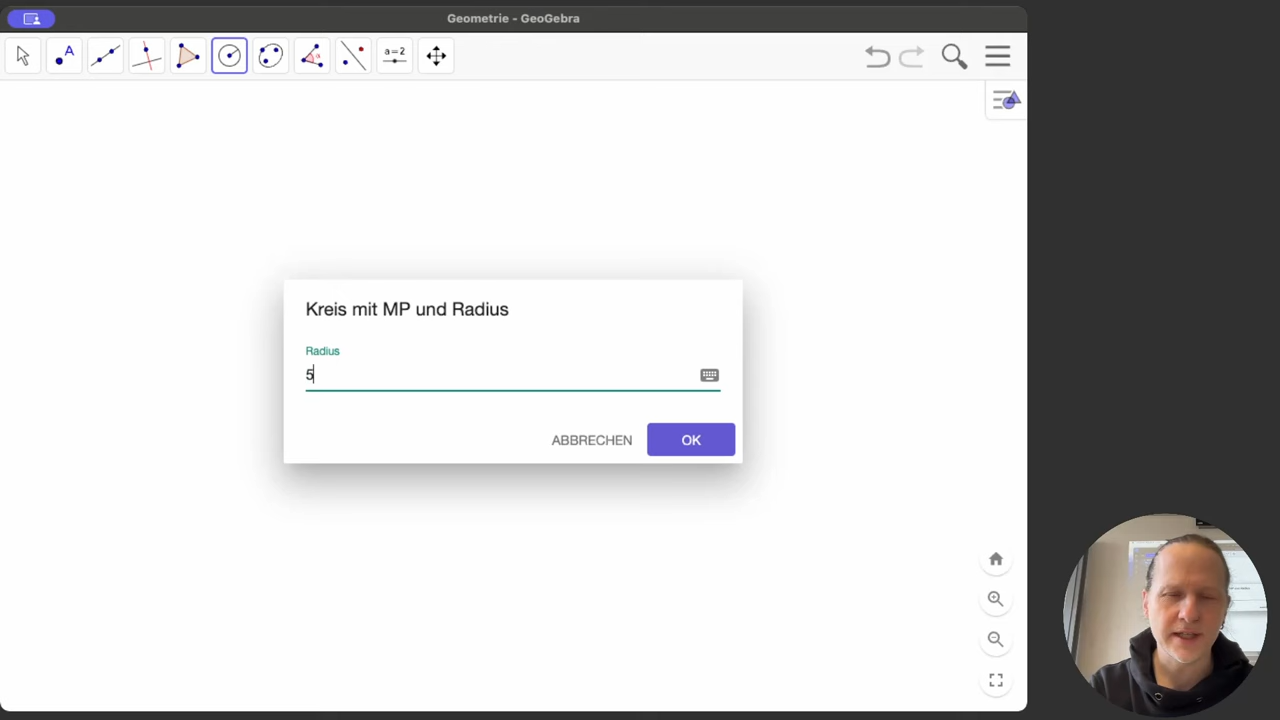 Geometrie - GeoGebra
A
a=2
Kreis mit MP und Radius
Radius
5
ABBRECHEN
OK